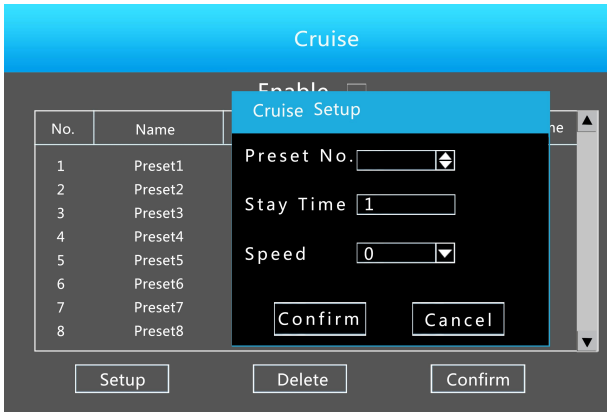 Cruise
Enable
No. Name
1 Preset1
2 Preset2
3 Preset3
4 Preset4
5 Preset5
6 Preset6
7 Preset7
8 Preset8
Cruise Setup
Preset No.
Stay Time 1
Speed 0
Confirm Cancel
Setup Delete Confirm